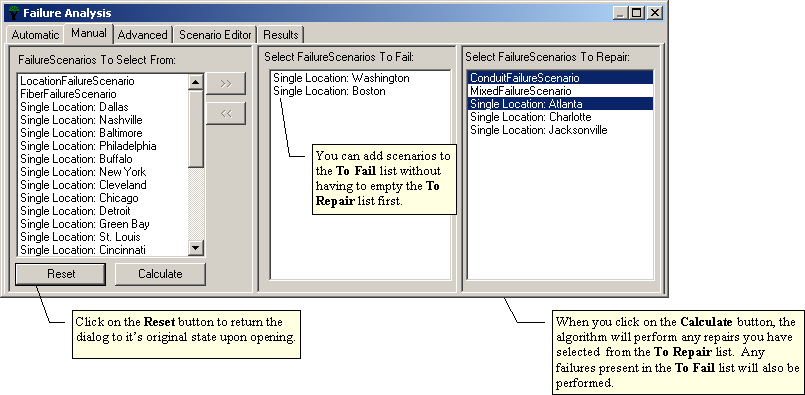 Failure Analysis
Automatic
Manual
Advanced
Scenario Editor
Results
FailureScenarios To Select From:
LocationFailureScenario
FiberFailureScenario
Single Location: Dallas
Single Location: Nashville
Single Location: Baltimore
Single Location: Philadelphia
Single Location: Buffalo
Single Location: New York
Single Location: Cleveland
Single Location: Chicago
Single Location: Detroit
Single Location: Green Bay
Single Location: St. Louis
Single Location: Cincinnati
>>
<<
Reset
Calculate
Select FailureScenarios To Fail:
Single Location: Washington
Single Location: Boston
You can add scenarios to
the To Fail list without
having to empty the To
Repair list first.
Select FailureScenarios To Repair:
ConduitFailureScenario
MixedFailureScenario
Single Location: Atlanta
Single Location: Charlotte
Single Location: Jacksonville
Click on the Reset button to return the
dialog to it's original state upon opening.
When you click on the Calculate button, the
algorithm will perform any repairs you have
selected from the To Repair list. Any
failures present in the To Fail list will also be
performed.